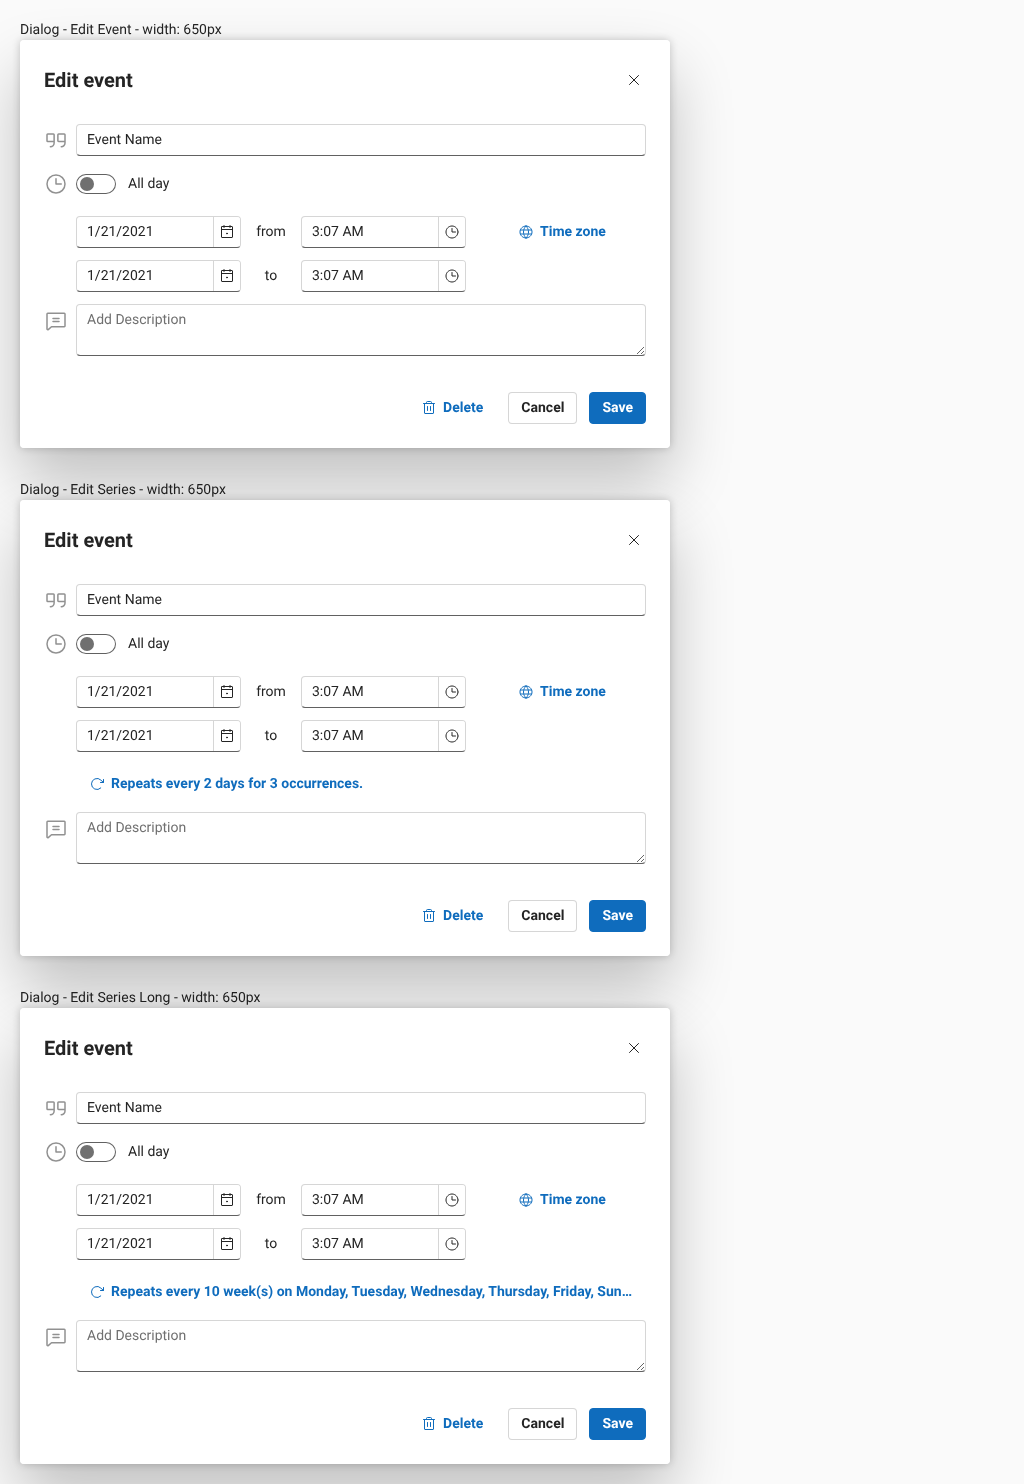 Dialog - Edit Event - width: 650px
Edit event
Event Name
All day
1/21/2021 from 3:07 AM Time zone
1/21/2021 to 3:07 AM
Add Description
Delete Cancel Save
Dialog - Edit Series - width: 650px
Edit event
Event Name
All day
1/21/2021 from 3:07 AM Time zone
1/21/2021 to 3:07 AM
Repeats every 2 days for 3 occurrences.
Add Description
Delete Cancel Save
Dialog - Edit Series Long - width: 650px
Edit event
Event Name
All day
1/21/2021 from 3:07 AM Time zone
1/21/2021 to 3:07 AM
Repeats every 10 week(s) on Monday, Tuesday, Wednesday, Thursday, Friday, Sun...
Add Description
Delete Cancel Save